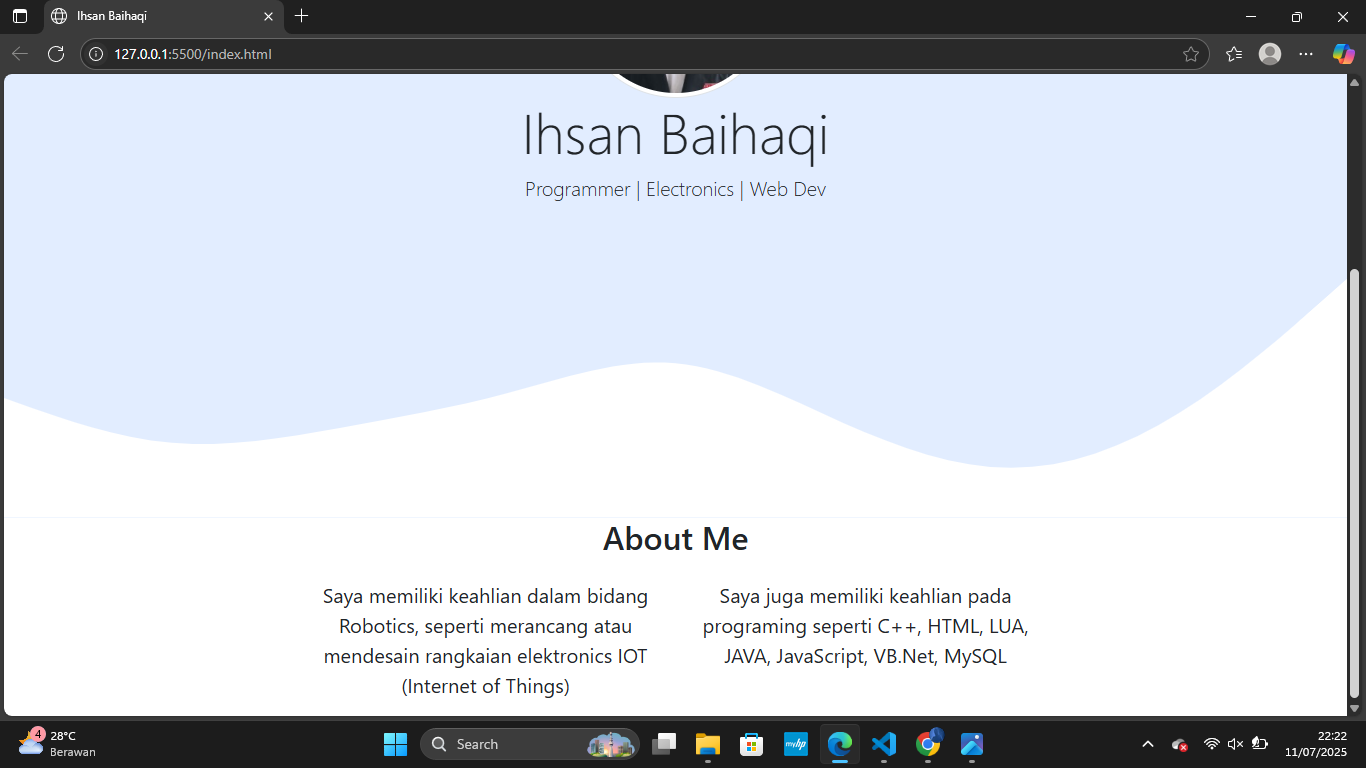 Ihsan Baihaqi
127.0.0.1:5500/index.html
Ihsan Baihaqi
Programmer | Electronics | Web Dev
About Me
Saya memiliki keahlian dalam bidang
Robotics, seperti merancang atau
mendesain rangkaian elektronics IOT
(Internet of Things)
Saya juga memiliki keahlian pada
programing seperti C++, HTML, LUA,
JAVA, JavaScript, VB.Net, MySQL
4
28°C
Berawan
Search
myhp
22:22
11/07/2025